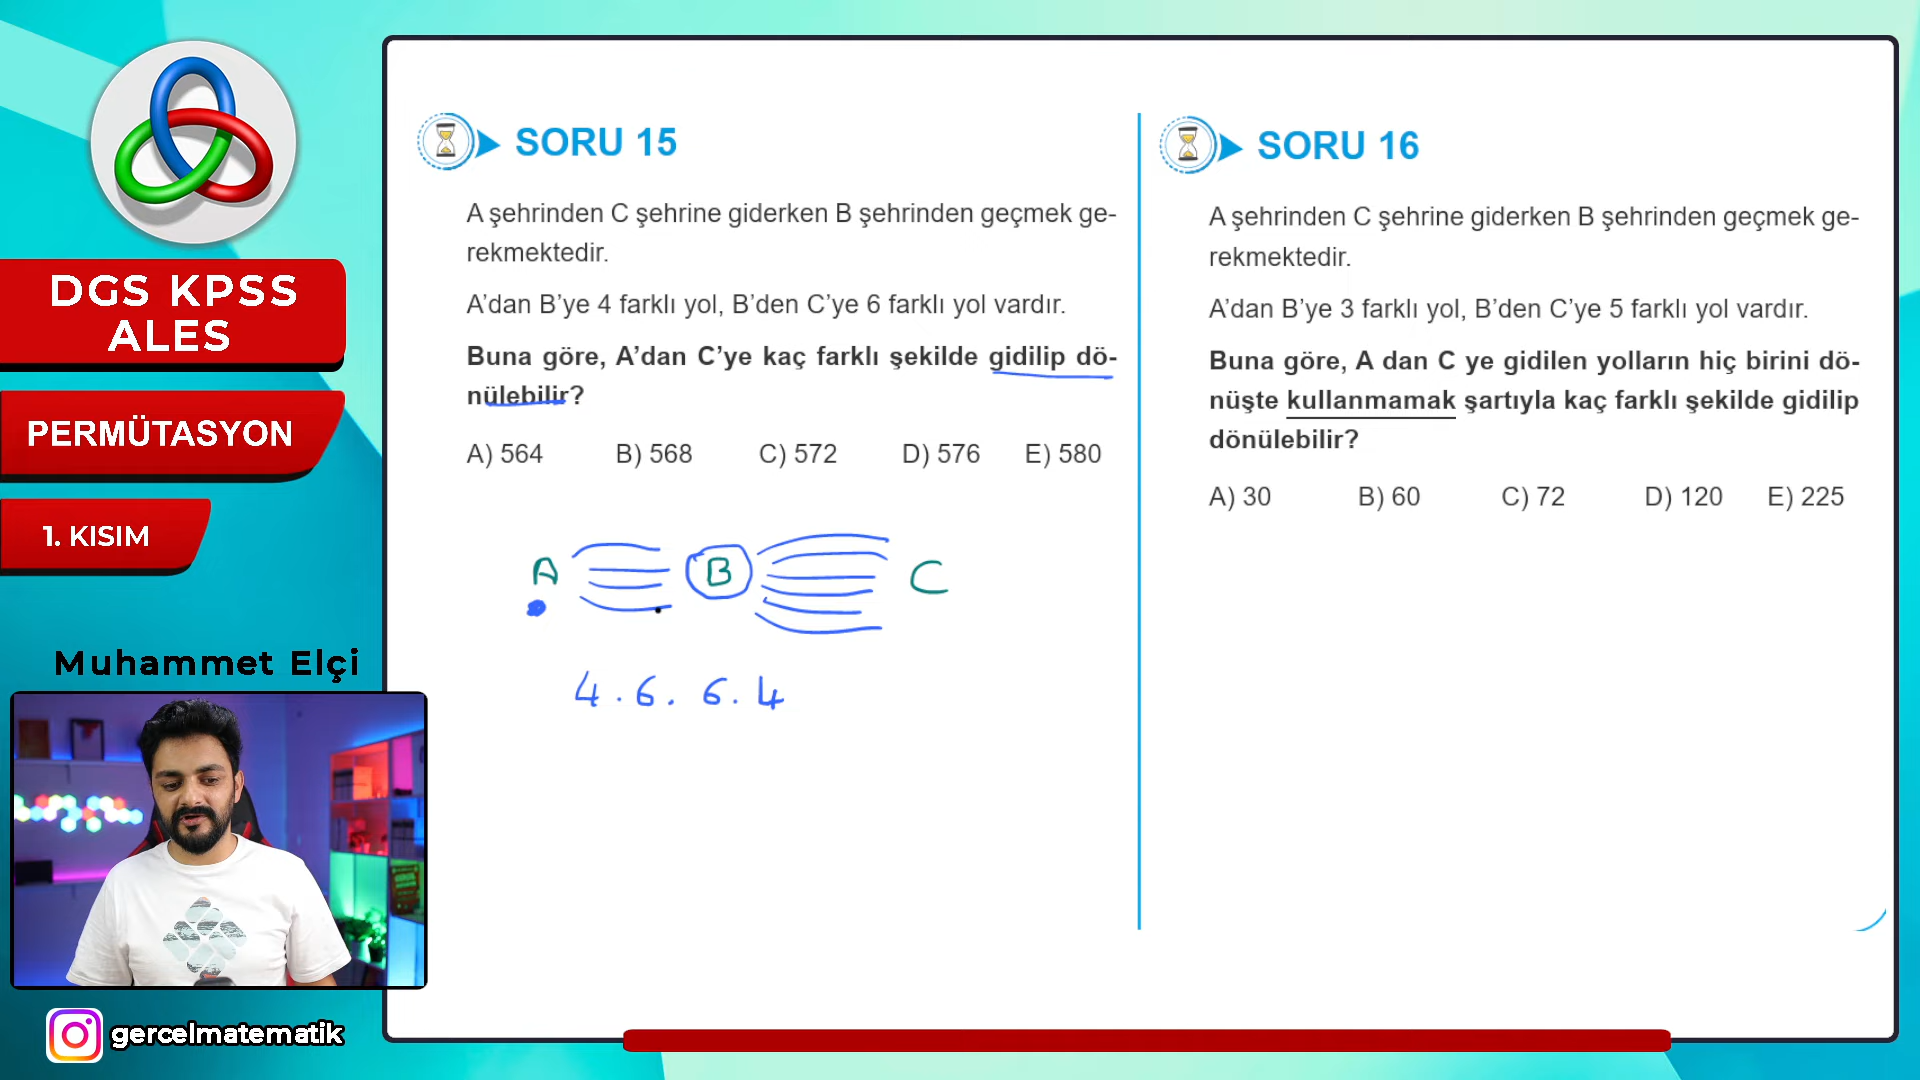 DGS KPSS
ALES
PERMÜTASYON
1. KISIM
Muhammet Elçi
gercelmatematik
SORU 15
A şehrinden C şehrine giderken B şehrinden geçmek ge-
rekmektedir.
A’dan B’ye 4 farklı yol, B’den C’ye 6 farklı yol vardır.
Buna göre, A’dan C’ye kaç farklı şekilde gidilip dö-
nülebilir?
A) 564 B) 568 C) 572 D) 576 E) 580
A B C
4 . 6 . 6 . 4
SORU 16
A şehrinden C şehrine giderken B şehrinden geçmek ge-
rekmektedir.
A’dan B’ye 3 farklı yol, B’den C’ye 5 farklı yol vardır.
Buna göre, A dan C ye gidilen yolların hiç birini dö-
nüşte kullanmamak şartıyla kaç farklı şekilde gidilip
dönülebilir?
A) 30 B) 60 C) 72 D) 120 E) 225